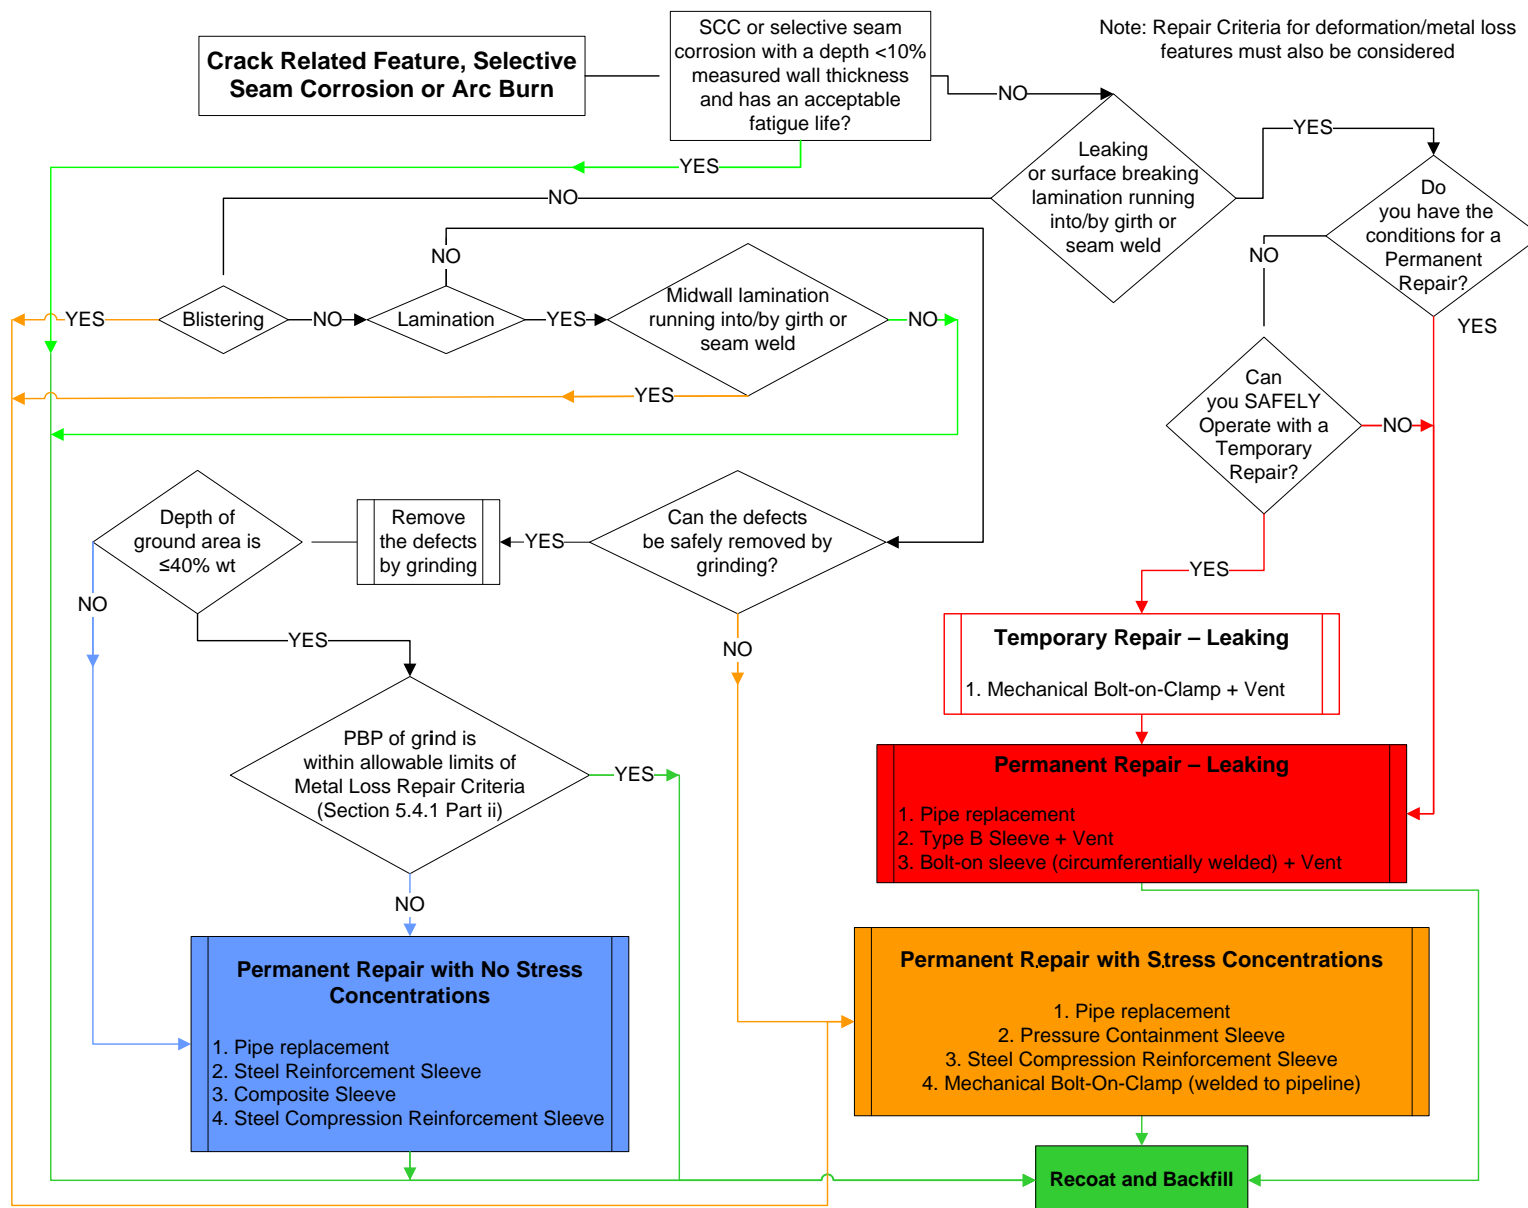 Crack Related Feature, Selective
Seam Corrosion or Arc Burn
SCC or selective seam
corrosion with a depth <10%
measured wall thickness
and has an acceptable
fatigue life?
Note: Repair Criteria for deformation/metal loss
features must also be considered
NO
YES
YES
Leaking
or surface breaking
lamination running
into/by girth or
seam weld
NO
Do
you have the
conditions for a
Permanent
Repair?
NO
YES
NO
YES
Blistering
NO
Lamination
YES
Midwall lamination
running into/by girth or
seam weld
NO
YES
Can
you SAFELY
Operate with a
Temporary
Repair?
NO
YES
Depth of
ground area is
≤40% wt
Remove
the defects
by grinding
YES
Can the defects
be safely removed by
grinding?
NO
YES
NO
Temporary Repair – Leaking
1. Mechanical Bolt-on-Clamp + Vent
PBP of grind is
within allowable limits of
Metal Loss Repair Criteria
(Section 5.4.1 Part ii)
YES
NO
Permanent Repair – Leaking
1. Pipe replacement
2. Type B Sleeve + Vent
3. Bolt-on sleeve (circumferentially welded) + Vent
Permanent Repair with No Stress
Concentrations
1. Pipe replacement
2. Steel Reinforcement Sleeve
3. Composite Sleeve
4. Steel Compression Reinforcement Sleeve
Permanent Repair with Stress Concentrations
1. Pipe replacement
2. Pressure Containment Sleeve
3. Steel Compression Reinforcement Sleeve
4. Mechanical Bolt-On-Clamp (welded to pipeline)
Recoat and Backfill